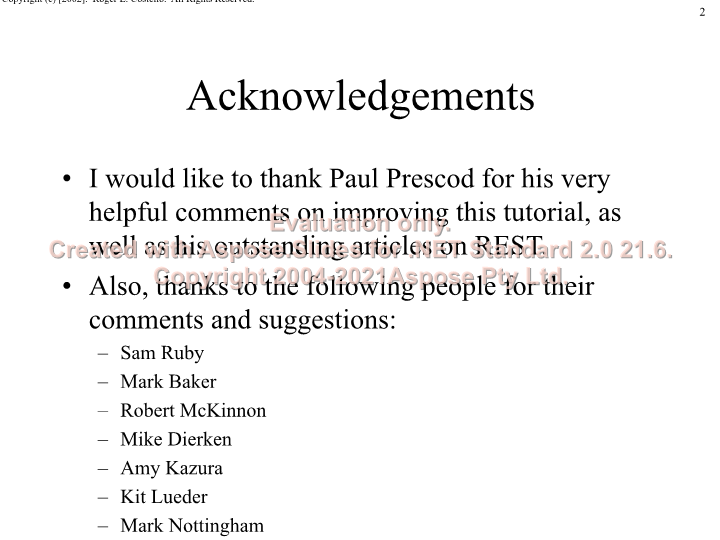 Copyright (c) [2002]. Roger L. Costello. All Rights Reserved.
2
Acknowledgements
• I would like to thank Paul Prescod for his very
helpful comments on improving this tutorial, as
well as his outstanding articles on REST.
Evaluation only.
Created with Aspose.Slides for .NET Standard 2.0 21.6.
Copyright 2004-2021Aspose Pty Ltd.
• Also, thanks to the following people for their
comments and suggestions:
– Sam Ruby
– Mark Baker
– Robert McKinnon
– Mike Dierken
– Amy Kazura
– Kit Lueder
– Mark Nottingham